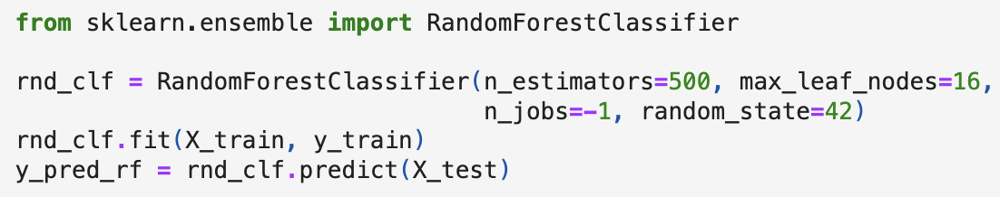 from sklearn.ensemble import RandomForestClassifier
rnd_clf = RandomForestClassifier(n_estimators=500, max_leaf_nodes=16,
n_jobs=-1, random_state=42)
rnd_clf.fit(X_train, y_train)
y_pred_rf = rnd_clf.predict(X_test)